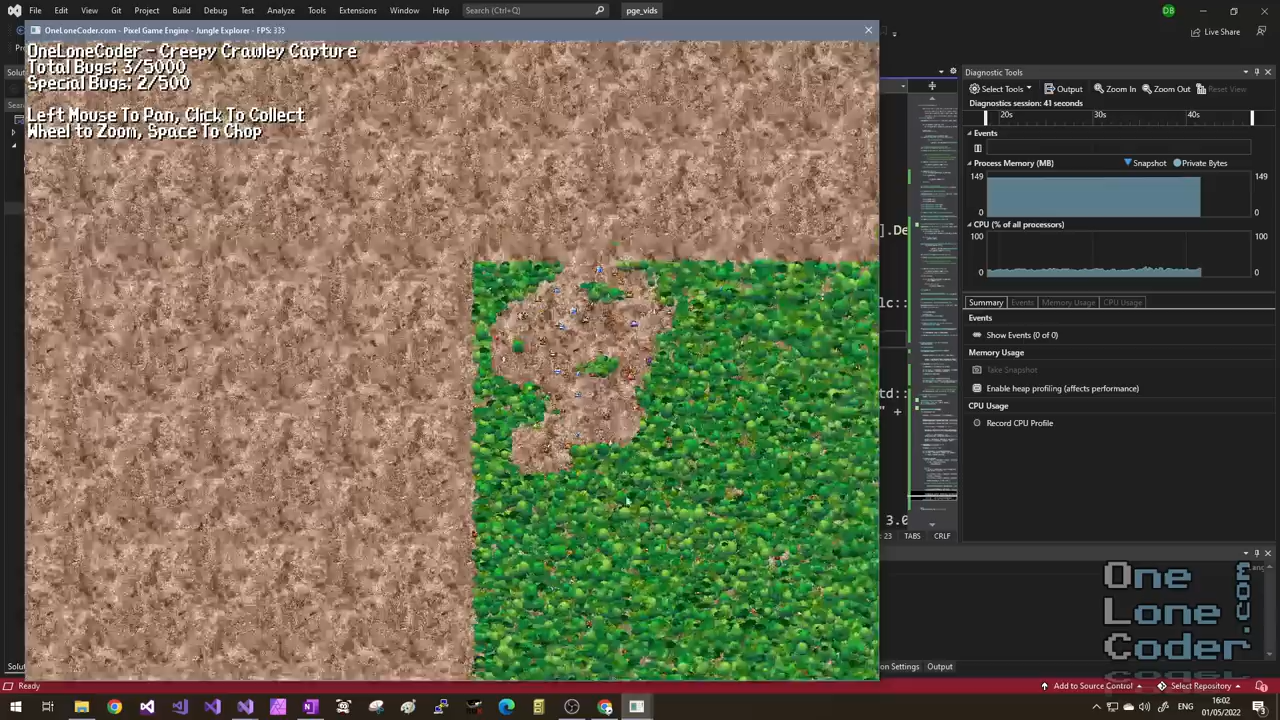 File Edit View Git Project Build Debug Test Analyze Tools Extensions Window Help Search (Ctrl+Q) pge_vids DB
OneLoneCoder.com - Pixel Game Engine - Jungle Explorer - FPS: 335
Live Share
OneLoneCoder - Creepy Crawley Capture
Total Bugs: 3/5000
Special Bugs: 2/500
Left Mouse To Pan, Click To Collect
Wheel to Zoom, Space To Chop
Diagnostic Tools
Select Tools Output Zoom In Zoom Out Reset View
Diagnostic session: 41 seconds
20s
Events
Process Memory (MB) Snapshot Private Bytes
149 149
0 0
CPU (% of all processors)
100 100
0 0
Summary Events Memory Usage CPU Usage
Events
Show Events (0 of 0)
Memory Usage
Take Snapshot
Enable heap profiling (affects performance)
CPU Usage
Record CPU Profile
TABS CRLF
One
Lone
Coder
.com
Output
Ready Add to Source Control Select Repository
16:02
01/05/2022